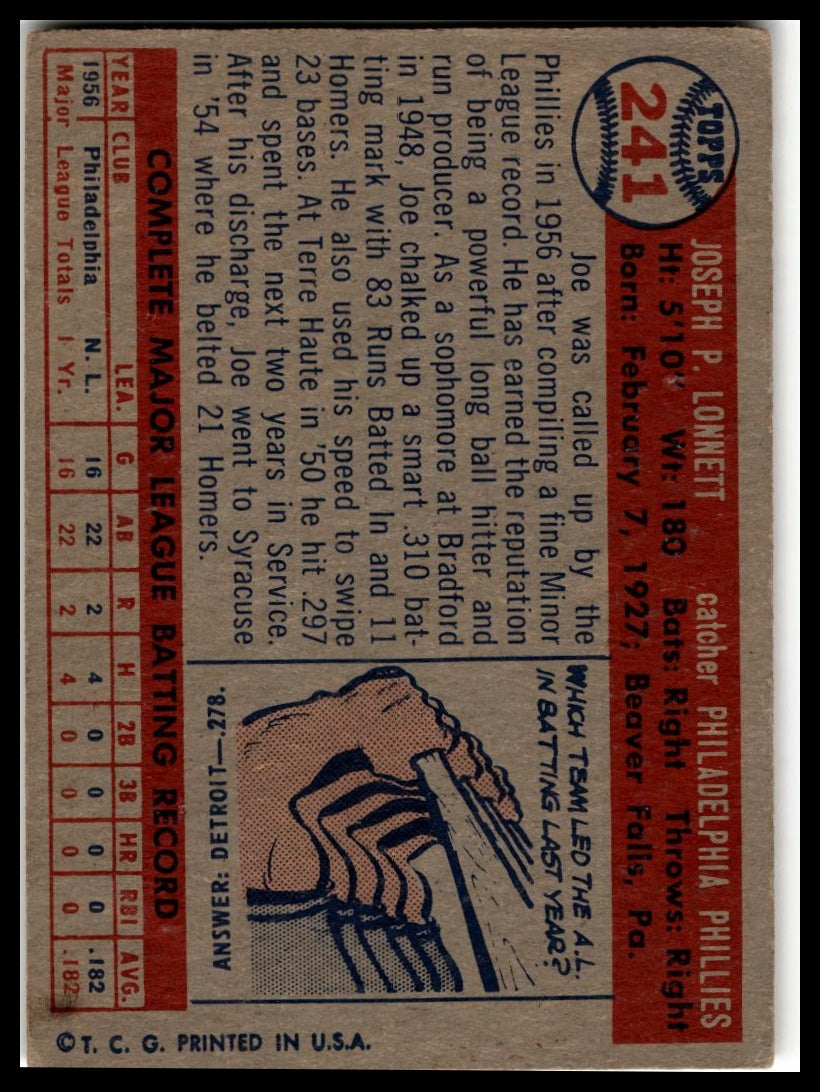 TOPPS
241
JOSEPH P. LONNETT catcher PHILADELPHIA PHILLIES
Ht: 5'10" Wt: 180 Bats: Right Throws: Right
Born: February 7, 1927; Beaver Falls, Pa.
Joe was called up by the
Phillies in 1956 after compiling a fine Minor
League record. He has earned the reputation
of being a powerful long ball hitter and
run producer. As a sophomore at Bradford
in 1948, Joe chalked up a smart .310 bat-
ting mark with 83 Runs Batted In and 11
Homers. He also used his speed to swipe
23 bases. At Terre Haute in '50 he hit .297
and spent the next two years in Service.
After his discharge, Joe went to Syracuse
in '54 where he belted 21 Homers.
WHICH TEAM LED THE A.L.
IN BATTING LAST YEAR?
ANSWER: DETROIT—.278.
COMPLETE MAJOR LEAGUE BATTING RECORD
YEAR CLUB LEA. G AB R H 2B 3B HR RBI AVG.
1956 Philadelphia N.L. 16 22 2 4 0 0 0 0 .182
Major League Totals 1 Yr. 16 22 2 4 0 0 0 0 .182
© T. C. G. PRINTED IN U.S.A.